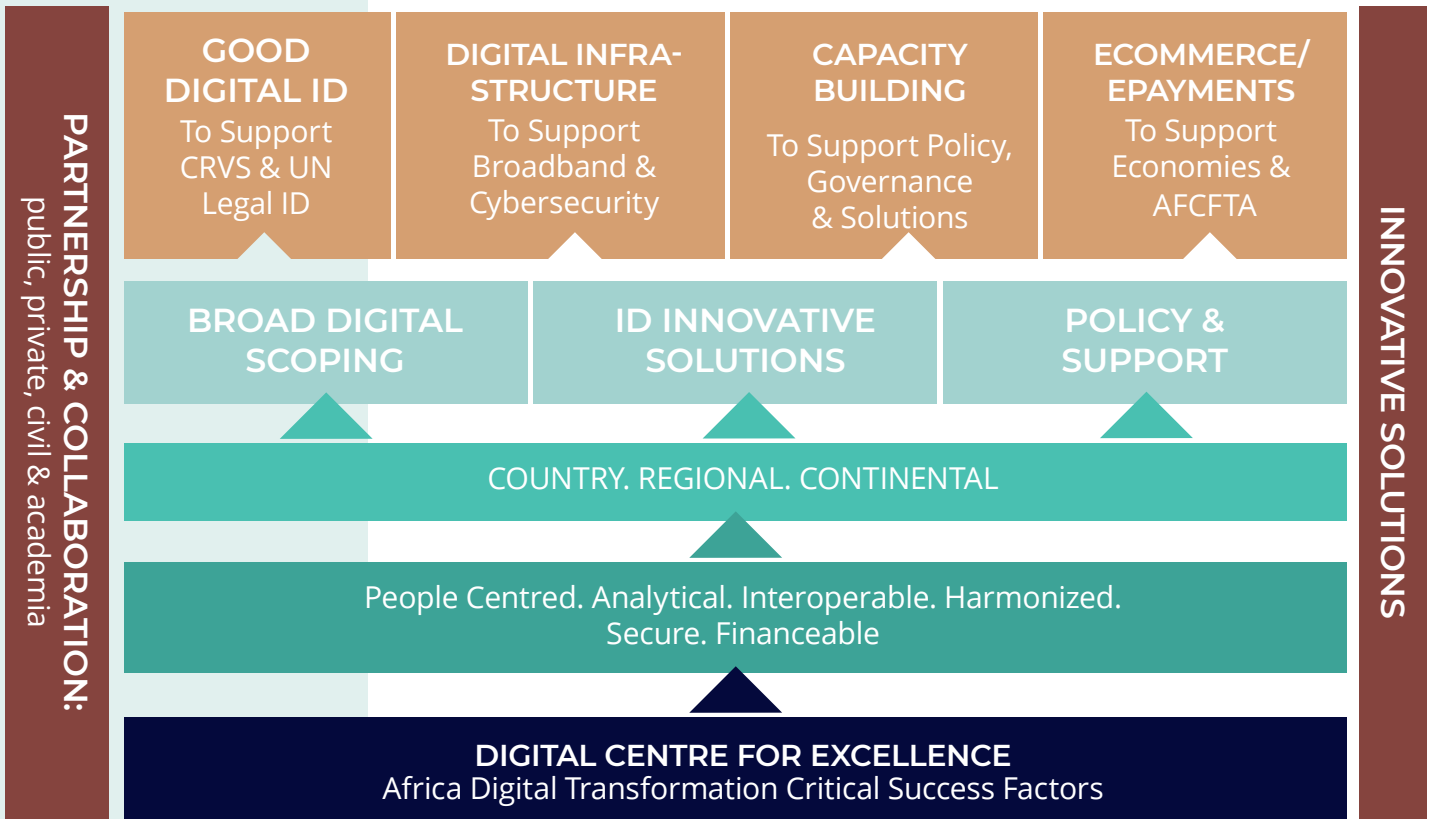 PARTNERSHIP & COLLABORATION:
public, private, civil & academia
GOOD
DIGITAL ID
To Support
CRVS & UN
Legal ID
DIGITAL INFRA-
STRUCTURE
To Support
Broadband &
Cybersecurity
CAPACITY
BUILDING
To Support Policy,
Governance
& Solutions
ECOMMERCE/
EPAYMENTS
To Support
Economies &
AFCFTA
BROAD DIGITAL
SCOPING
ID INNOVATIVE
SOLUTIONS
POLICY &
SUPPORT
COUNTRY. REGIONAL. CONTINENTAL
People Centred. Analytical. Interoperable. Harmonized.
Secure. Financeable
DIGITAL CENTRE FOR EXCELLENCE
Africa Digital Transformation Critical Success Factors
INNOVATIVE SOLUTIONS